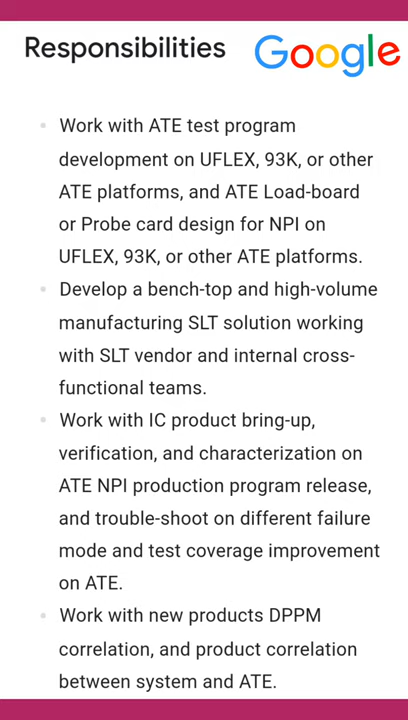 Responsibilities
Google
Work with ATE test program
development on UFLEX, 93K, or other
ATE platforms, and ATE Load-board
or Probe card design for NPI on
UFLEX, 93K, or other ATE platforms.
Develop a bench-top and high-volume
manufacturing SLT solution working
with SLT vendor and internal cross-
functional teams.
Work with IC product bring-up,
verification, and characterization on
ATE NPI production program release,
and trouble-shoot on different failure
mode and test coverage improvement
on ATE.
Work with new products DPPM
correlation, and product correlation
between system and ATE.